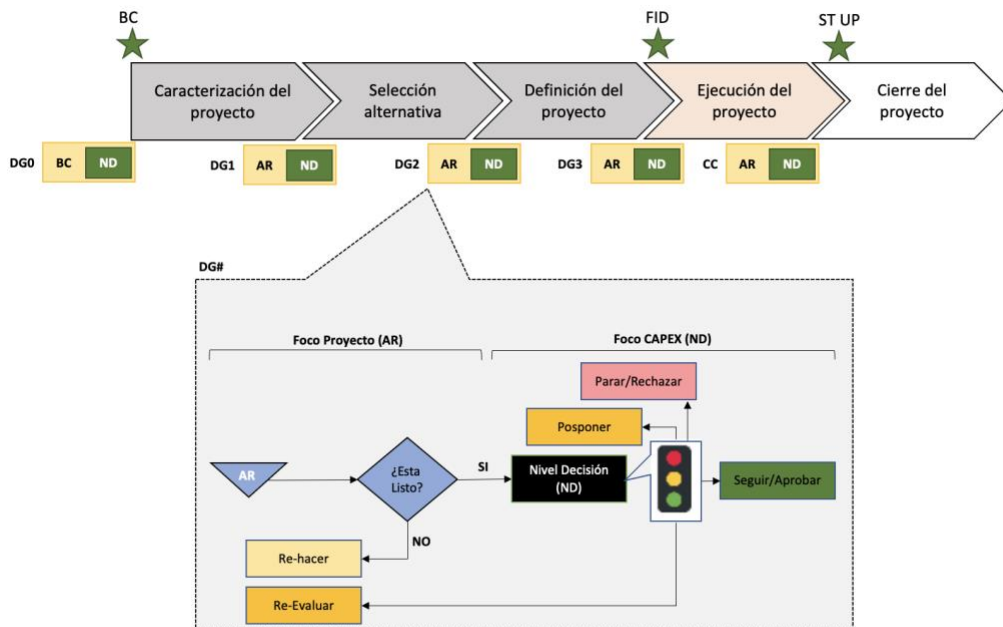 BC
FID
ST UP
Caracterización del
proyecto
Selección
alternativa
Definición del
proyecto
Ejecución del
proyecto
Cierre del
proyecto
DG0 BC ND
DG1 AR ND
DG2 AR ND
DG3 AR ND
CC AR ND
DG#
Foco Proyecto (AR)
Foco CAPEX (ND)
Parar/Rechazar
Posponer
AR
¿Esta
Listo?
SI
Nivel Decisión
(ND)
Seguir/Aprobar
NO
Re-hacer
Re-Evaluar